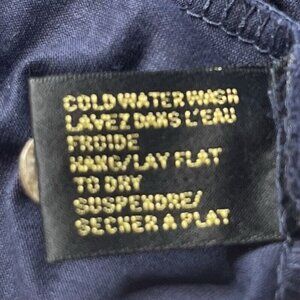 COLD WATER WASH
LAVEZ DANS L'EAU
FROIDE
HANG/LAY FLAT
TO DRY
SUSPENDRE/
SECHER A PLAT